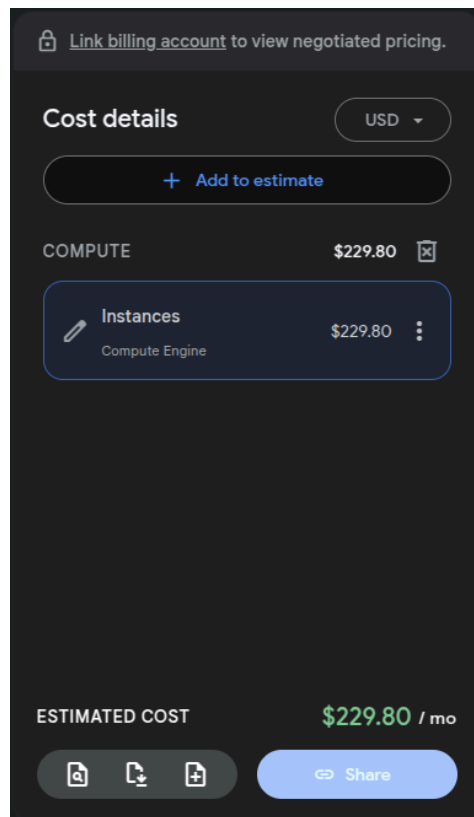 Link billing account to view negotiated pricing.
Cost details
USD
+ Add to estimate
COMPUTE $229.80
Instances
$229.80
Compute Engine
ESTIMATED COST $229.80 / mo
Share